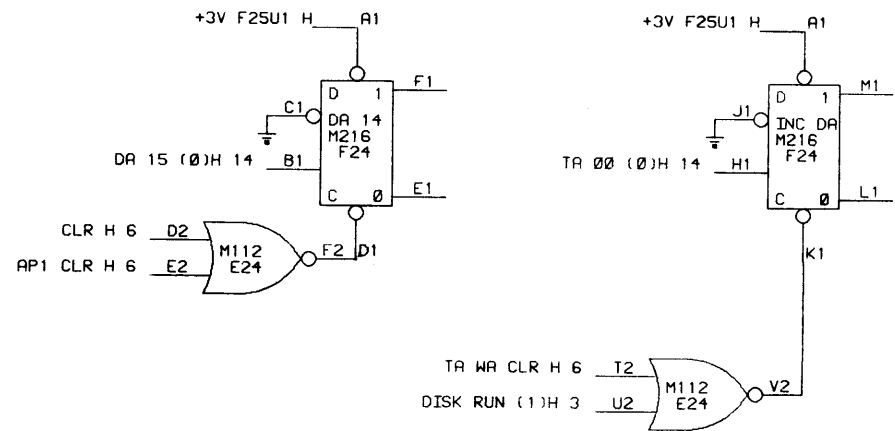 +3V F25U1 H A1
D 1 F1
C1 DA 14
M216
F24
DA 15 (0)H 14 B1
C 0 E1
CLR H 6 D2
M112
E24
F2 D1
AP1 CLR H 6 E2
+3V F25U1 H A1
D 1 M1
J1 INC DA
M216
F24
TA 00 (0)H 14 H1
C 0 L1
K1
TA WA CLR H 6 T2
M112
E24
V2
DISK RUN (1)H 3 U2